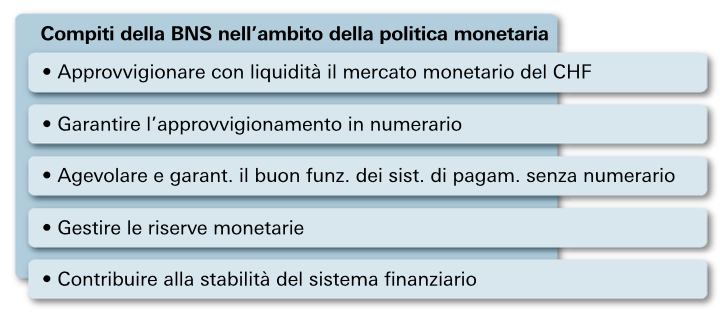 Compiti della BNS nell'ambito della politica monetaria
• Approvvigionare con liquidità il mercato monetario del CHF
• Garantire l'approvvigionamento in numerario
• Agevolare e garant. il buon funz. dei sist. di pagam. senza numerario
• Gestire le riserve monetarie
• Contribuire alla stabilità del sistema finanziario